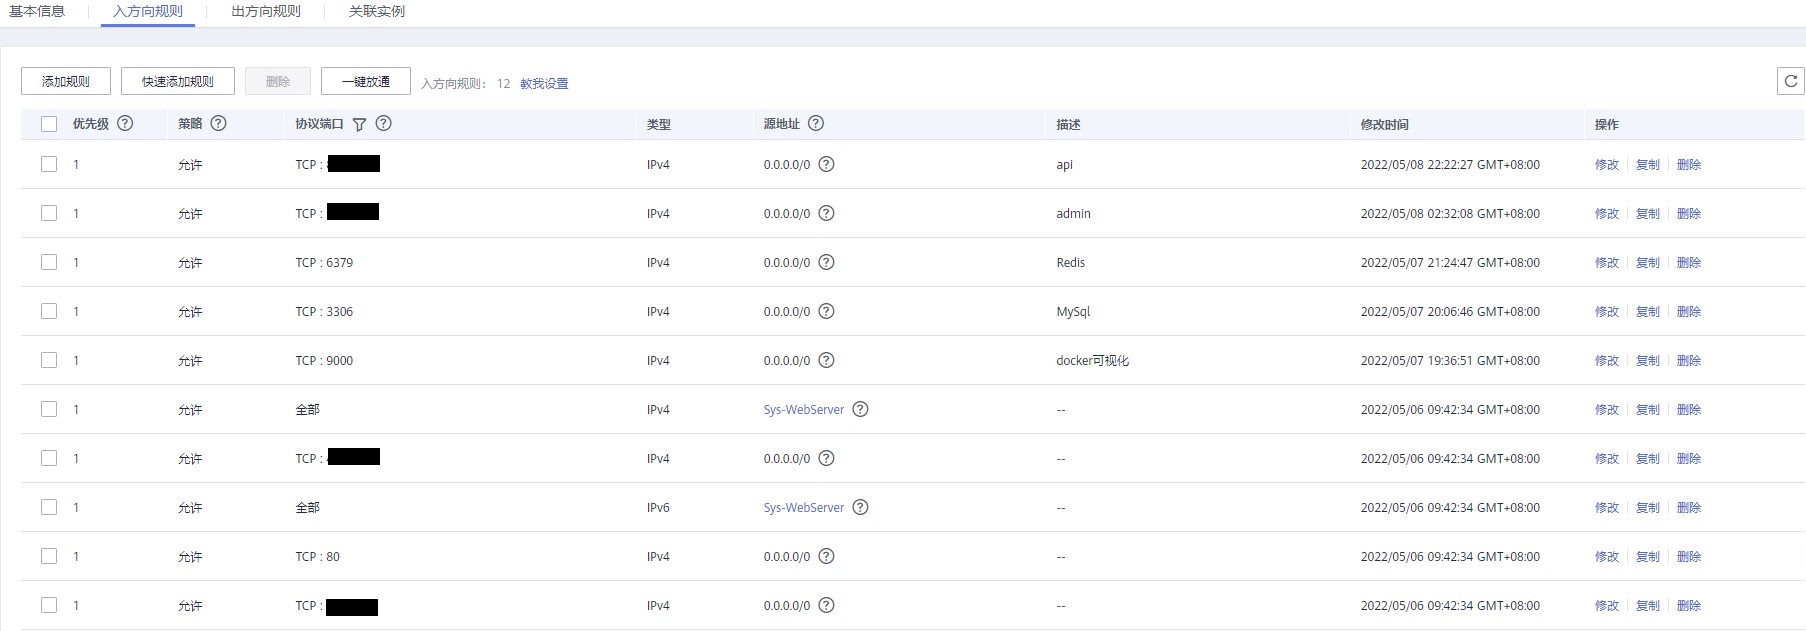 基本信息 入方向规则 出方向规则 关联实例
添加规则 快速添加规则 删除 一键放通 入方向规则： 12 教我设置
优先级 策略 协议端口 类型 源地址 描述 修改时间 操作
1 允许 TCP : IPv4 0.0.0.0/0 api 2022/05/08 22:22:27 GMT+08:00 修改 复制 删除
1 允许 TCP : IPv4 0.0.0.0/0 admin 2022/05/08 02:32:08 GMT+08:00 修改 复制 删除
1 允许 TCP : 6379 IPv4 0.0.0.0/0 Redis 2022/05/07 21:24:47 GMT+08:00 修改 复制 删除
1 允许 TCP : 3306 IPv4 0.0.0.0/0 MySql 2022/05/07 20:06:46 GMT+08:00 修改 复制 删除
1 允许 TCP : 9000 IPv4 0.0.0.0/0 docker可视化 2022/05/07 19:36:51 GMT+08:00 修改 复制 删除
1 允许 全部 IPv4 Sys-WebServer -- 2022/05/06 09:42:34 GMT+08:00 修改 复制 删除
1 允许 TCP : IPv4 0.0.0.0/0 -- 2022/05/06 09:42:34 GMT+08:00 修改 复制 删除
1 允许 全部 IPv6 Sys-WebServer -- 2022/05/06 09:42:34 GMT+08:00 修改 复制 删除
1 允许 TCP : 80 IPv4 0.0.0.0/0 -- 2022/05/06 09:42:34 GMT+08:00 修改 复制 删除
1 允许 TCP : IPv4 0.0.0.0/0 -- 2022/05/06 09:42:34 GMT+08:00 修改 复制 删除